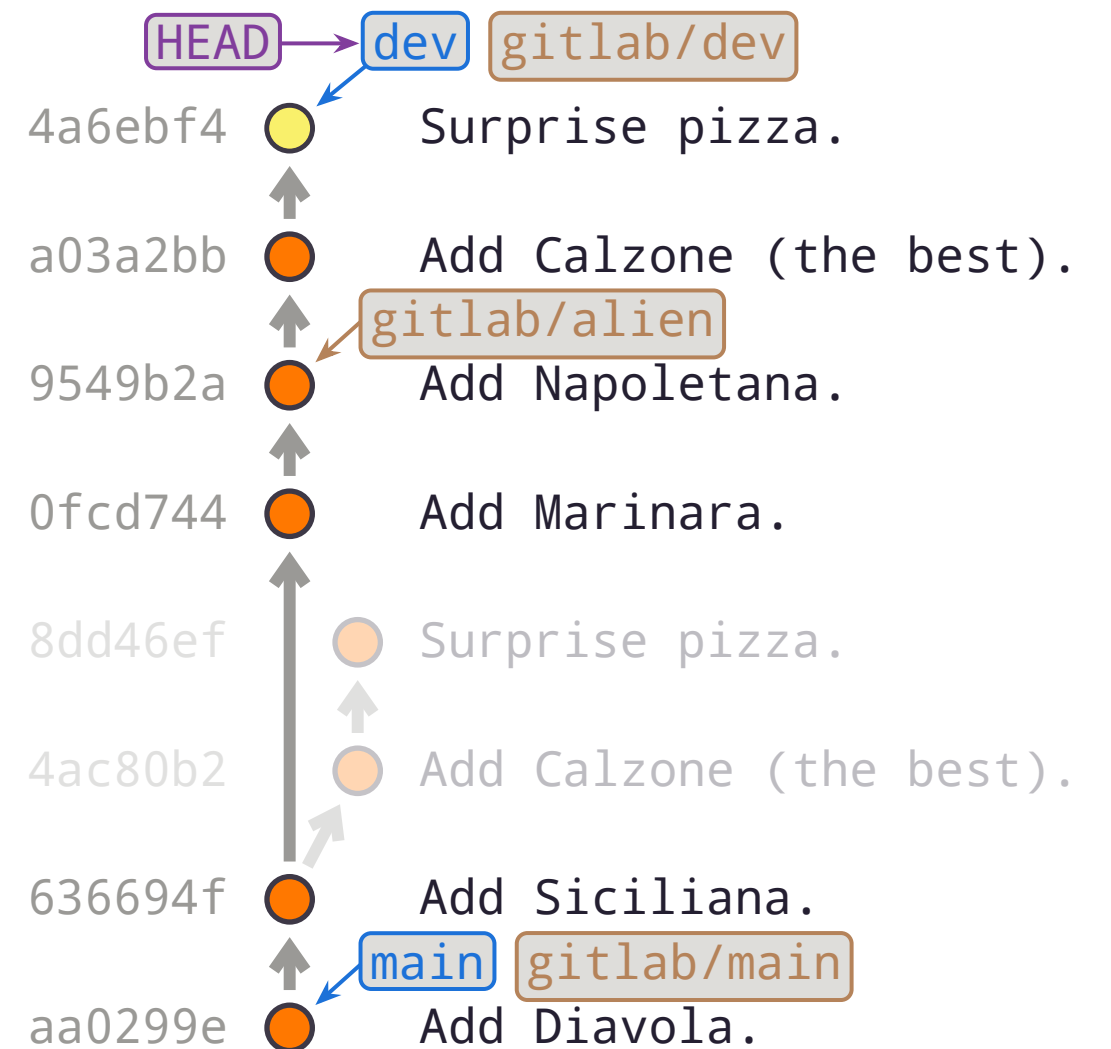 HEAD dev gitlab/dev
4a6ebf4 Surprise pizza.
a03a2bb Add Calzone (the best).
gitlab/alien
9549b2a Add Napoletana.
0fcd744 Add Marinara.
8dd46ef Surprise pizza.
4ac80b2 Add Calzone (the best).
636694f Add Siciliana.
main gitlab/main
aa0299e Add Diavola.